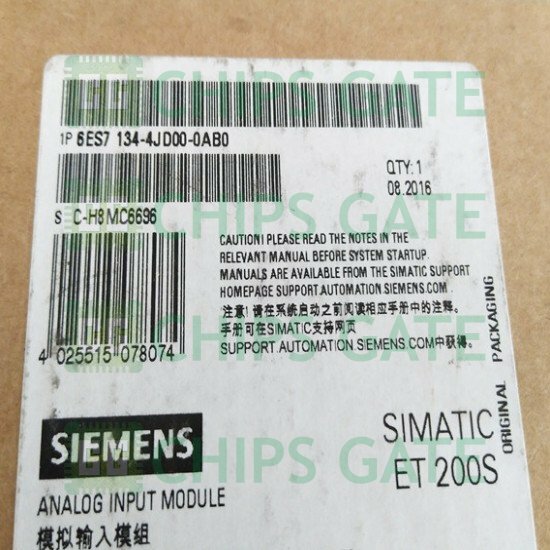 CHIPS GATE
1P 6ES7 134-4JD00-0AB0
QTY: 1
08.2016
S C-H8MC6696
CHIPS GATE
CAUTION! PLEASE READ THE NOTES IN THE
RELEVANT MANUAL BEFORE SYSTEM STARTUP.
MANUALS ARE AVAILABLE FROM THE SIMATIC SUPPORT
HOMEPAGE SUPPORT.AUTOMATION.SIEMENS.COM.
注意! 请在系统启动之前阅读相应手册中的注释。
手册可在SIMATIC支持网页
SUPPORT.AUTOMATION.SIEMENS.COM中获得。
4 025515 078074
CHIPS GATE
ORIGINAL PACKAGING
SIEMENS
SIMATIC
ET 200S
CHIPS GATE
ANALOG INPUT MODULE
模拟输入模组